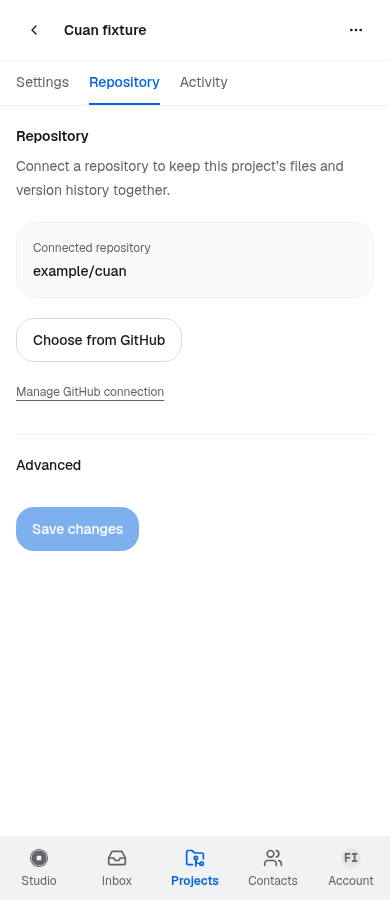 Cuan fixture
Settings
Repository
Activity
Repository
Connect a repository to keep this project's files and
version history together.
Connected repository
example/cuan
Choose from GitHub
Manage GitHub connection
Advanced
Save changes
FI
Studio
Inbox
Projects
Contacts
Account